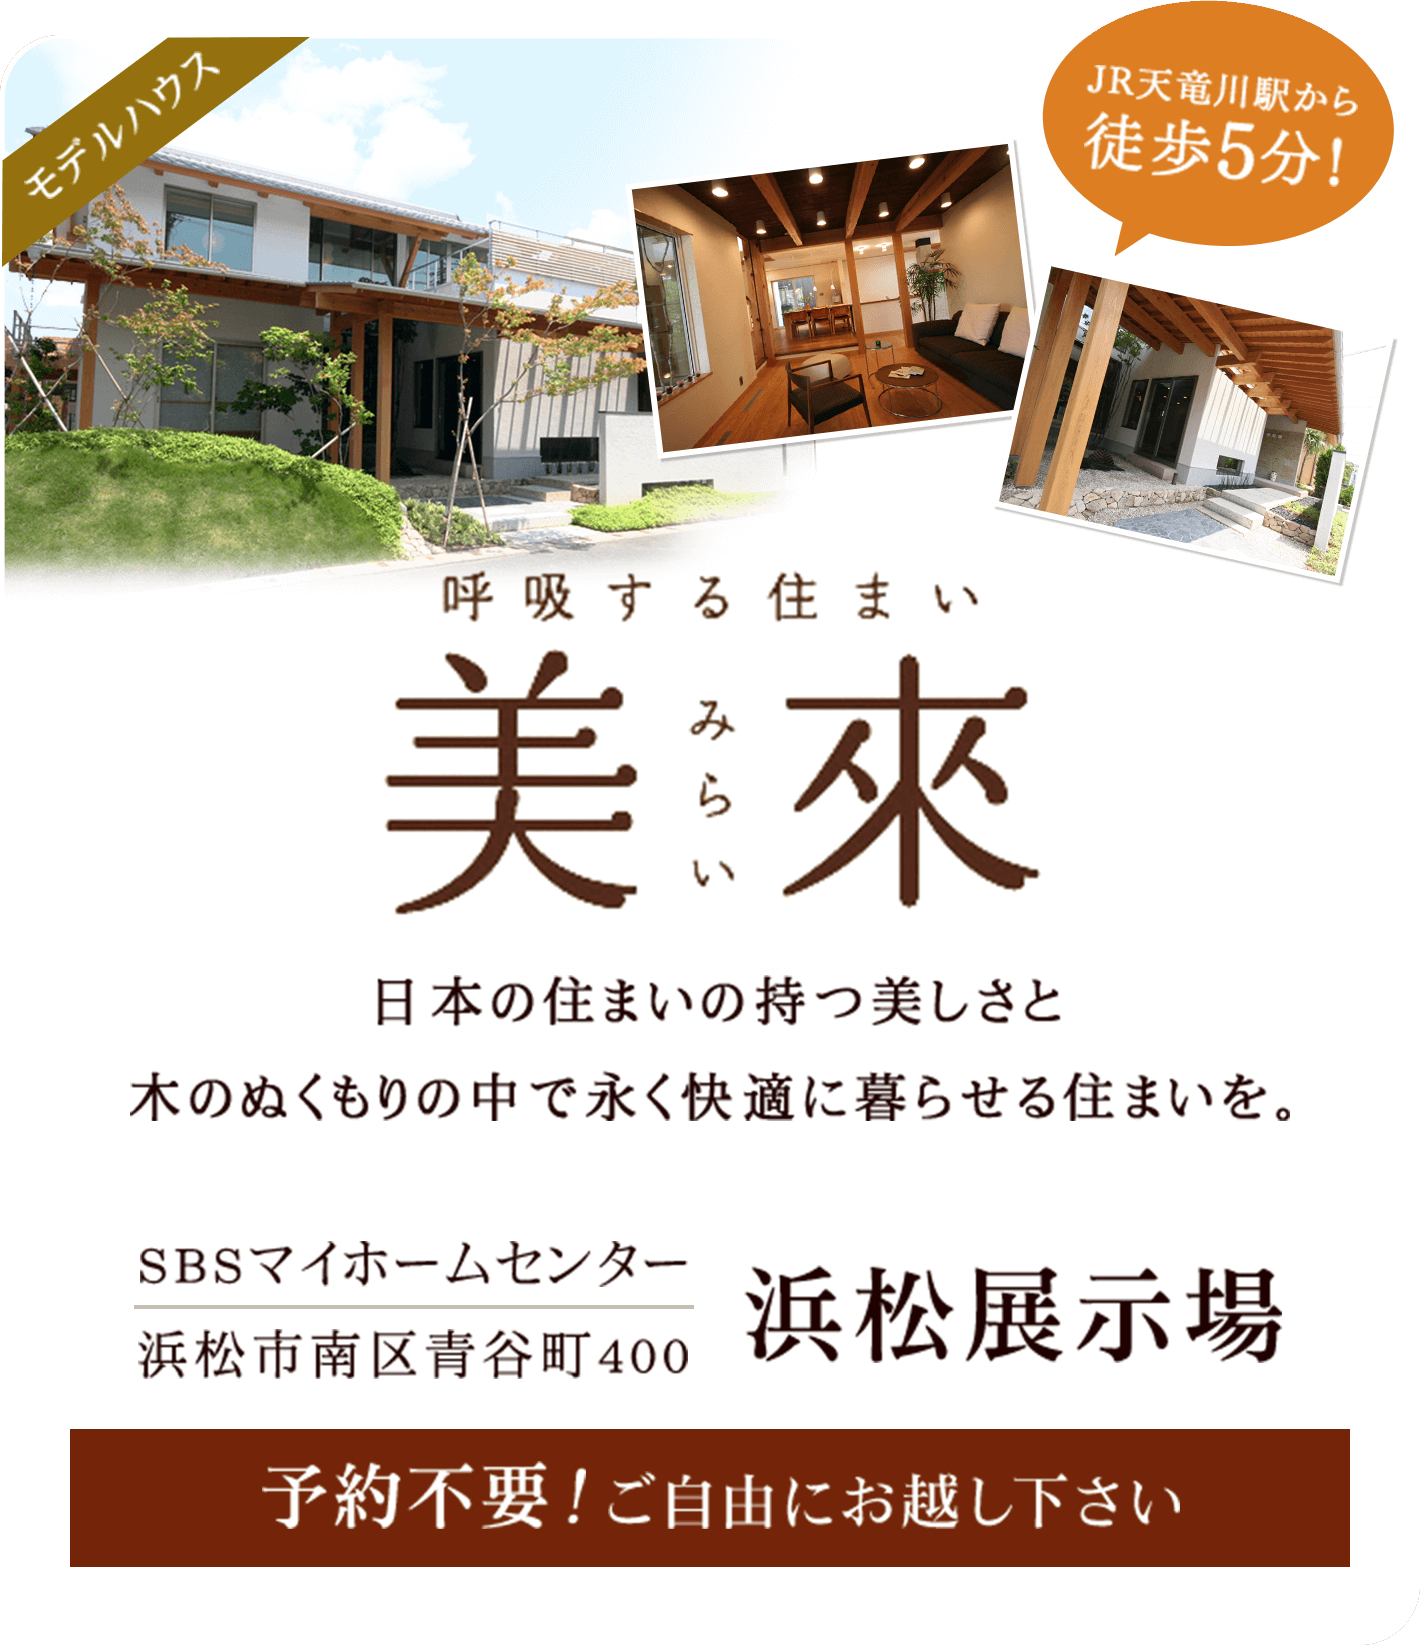 モデルハウス
JR天竜川駅から
徒歩5分!
呼吸する住まい
美來
みらい
日本の住まいの持つ美しさと
木のぬくもりの中で永く快適に暮らせる住まいを。
SBSマイホームセンター
浜松市南区青谷町400
浜松展示場
予約不要!ご自由にお越し下さい